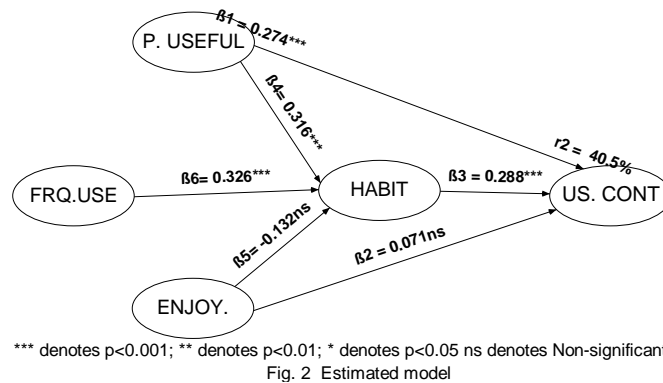 ß1= 0.274***
P. USEFUL
ß4= 0.316***
r2 = 40.5%
FRQ.USE
ß6= 0.326***
HABIT
ß3= 0.288***
US. CONT
ß5= -0.132ns
ß2 = 0.071ns
ENJOY.
*** denotes p<0.001; ** denotes p<0.01; * denotes p<0.05 ns denotes Non-significant
Fig. 2 Estimated model